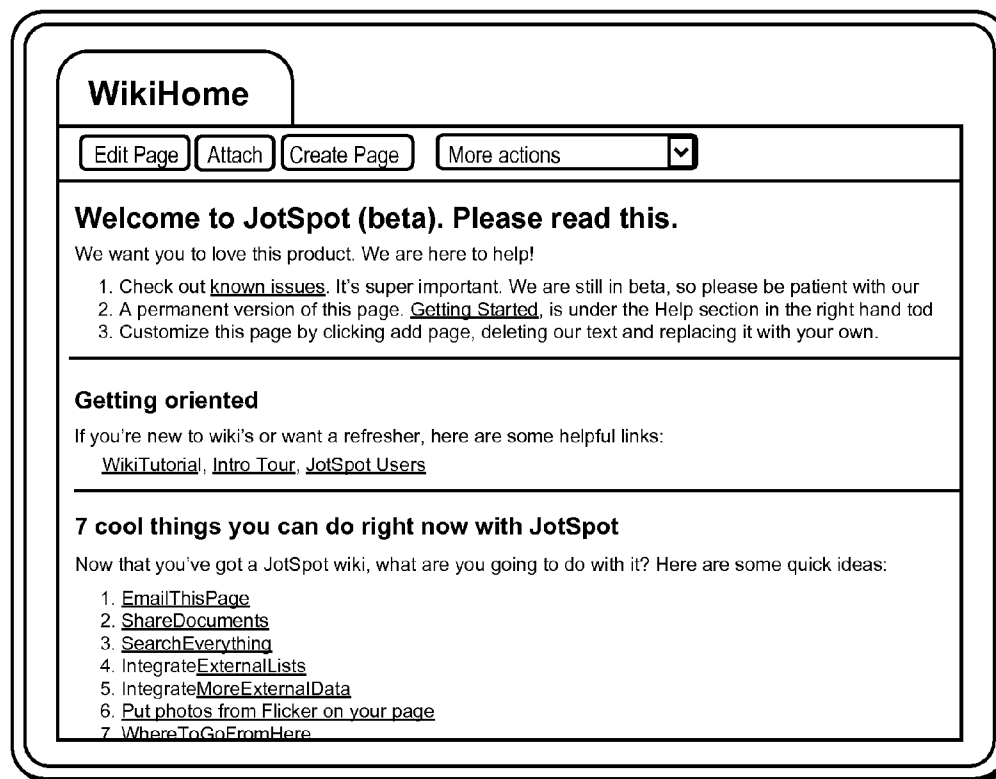 WikiHome
Edit Page Attach Create Page More actions
Welcome to JotSpot (beta). Please read this.
We want you to love this product. We are here to help!
1. Check out known issues. It's super important. We are still in beta, so please be patient with our
2. A permanent version of this page. Getting Started, is under the Help section in the right hand tod
3. Customize this page by clicking add page, deleting our text and replacing it with your own.
Getting oriented
If you're new to wiki's or want a refresher, here are some helpful links:
WikiTutorial, Intro Tour, JotSpot Users
7 cool things you can do right now with JotSpot
Now that you've got a JotSpot wiki, what are you going to do with it? Here are some quick ideas:
1. EmailThisPage
2. ShareDocuments
3. SearchEverything
4. IntegrateExternalLists
5. IntegrateMoreExternalData
6. Put photos from Flicker on your page
7. WhereToGoFromHere